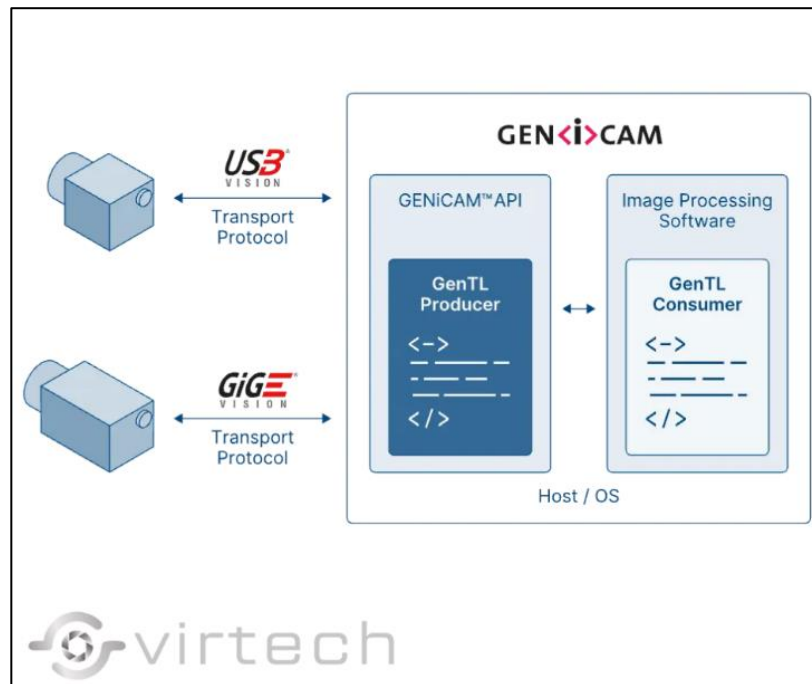 GEN<i>CAM
USB
VISION
Transport
Protocol
GENiCAM™API
Image Processing
Software
GenTL
Producer
<->
</>
GenTL
Consumer
<->
</>
GiGE
VISION
Transport
Protocol
Host / OS
virtech